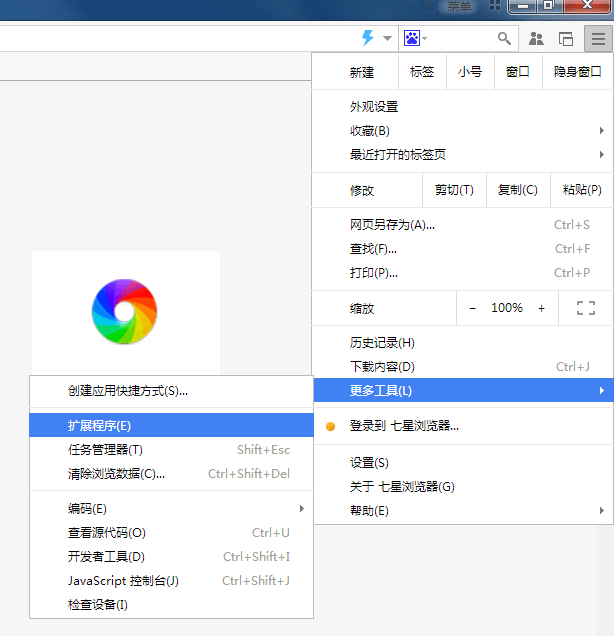 菜单
新建 标签 小号 窗口 隐身窗口
外观设置
收藏(B)
最近打开的标签页
修改 剪切(T) 复制(C) 粘贴(P)
网页另存为(A)... Ctrl+S
查找(F)... Ctrl+F
打印(P)... Ctrl+P
缩放 − 100% +
历史记录(H)
下载内容(D) Ctrl+J
更多工具(L)
登录到 七星浏览器...
设置(S)
关于 七星浏览器(G)
帮助(E)
创建应用快捷方式(S)...
扩展程序(E)
任务管理器(T) Shift+Esc
清除浏览数据(C)... Ctrl+Shift+Del
编码(E)
查看源代码(O) Ctrl+U
开发者工具(D) Ctrl+Shift+I
JavaScript 控制台(J) Ctrl+Shift+J
检查设备(I)